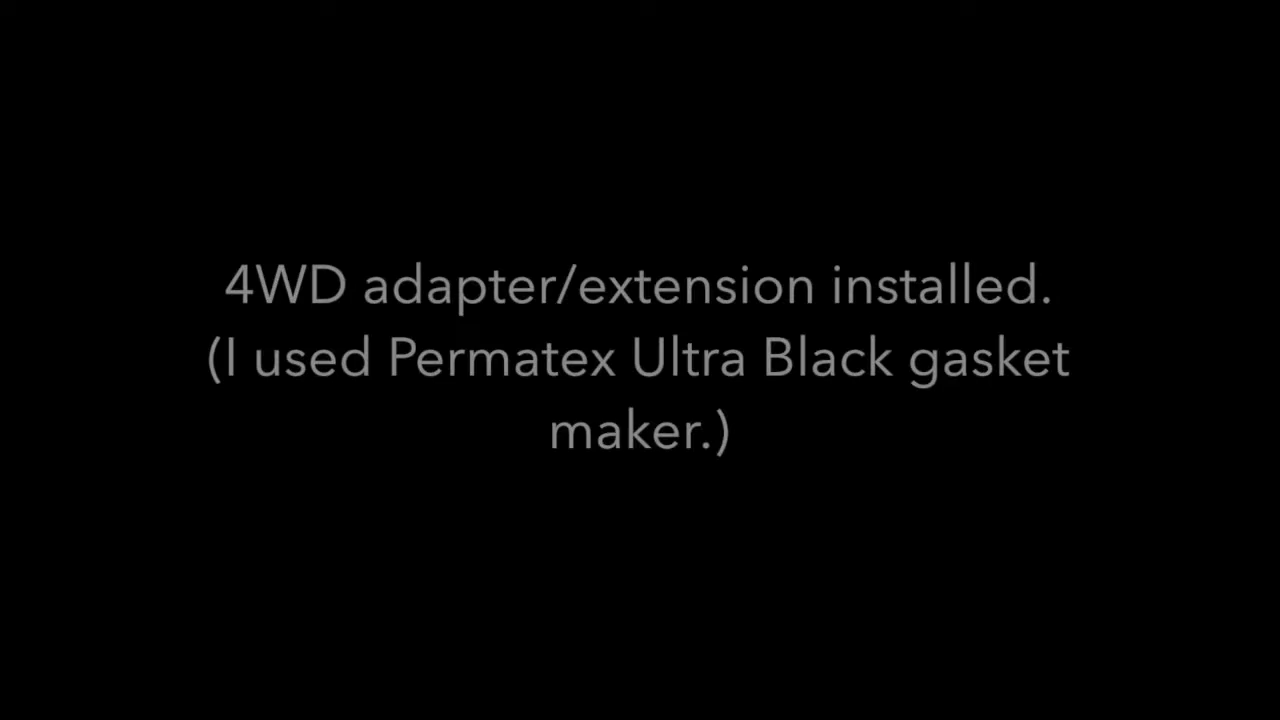 4WD adapter/extension installed.
(I used Permatex Ultra Black gasket
maker.)